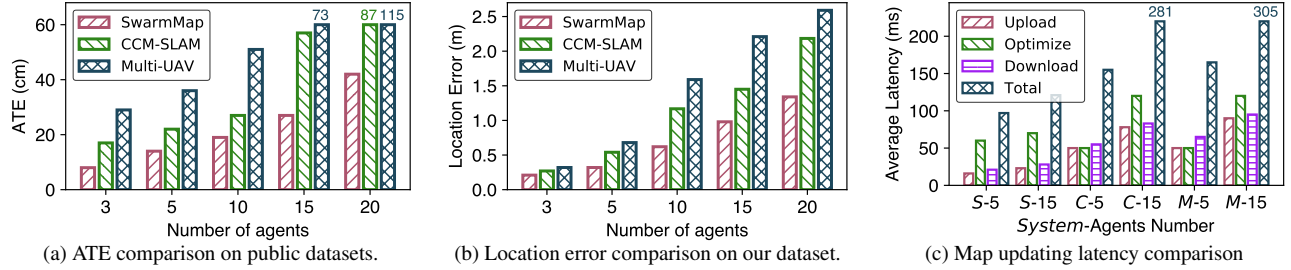 73
87
115
60
40
20
0
ATE (cm)
SwarmMap
CCM-SLAM
Multi-UAV
3
5
10
15
20
Number of agents
(a) ATE comparison on public datasets.
2.5
2.0
1.5
1.0
0.5
0.0
Location Error (m)
SwarmMap
CCM-SLAM
Multi-UAV
3
5
10
15
20
Number of agents
(b) Location error comparison on our dataset.
281
305
200
150
100
50
0
Average Latency (ms)
Upload
Optimize
Download
Total
S-5
S-15
C-5
C-15
M-5
M-15
System-Agents Number
(c) Map updating latency comparison